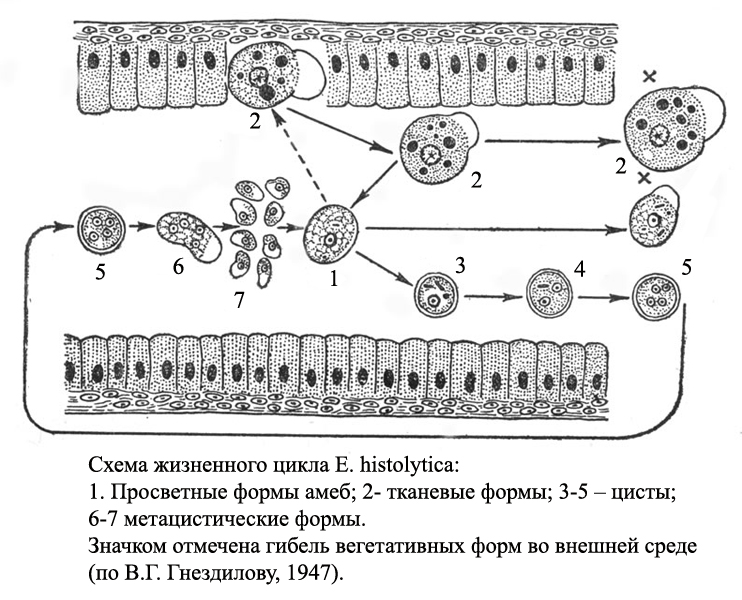 2
2
2
5
6
7
1
3
4
5
Схема жизненного цикла E. histolytica:
1. Просветные формы амеб; 2- тканевые формы; 3-5 – цисты;
6-7 метацистические формы.
Значком отмечена гибель вегетативных форм во внешней среде
(по В.Г. Гнездилову, 1947).